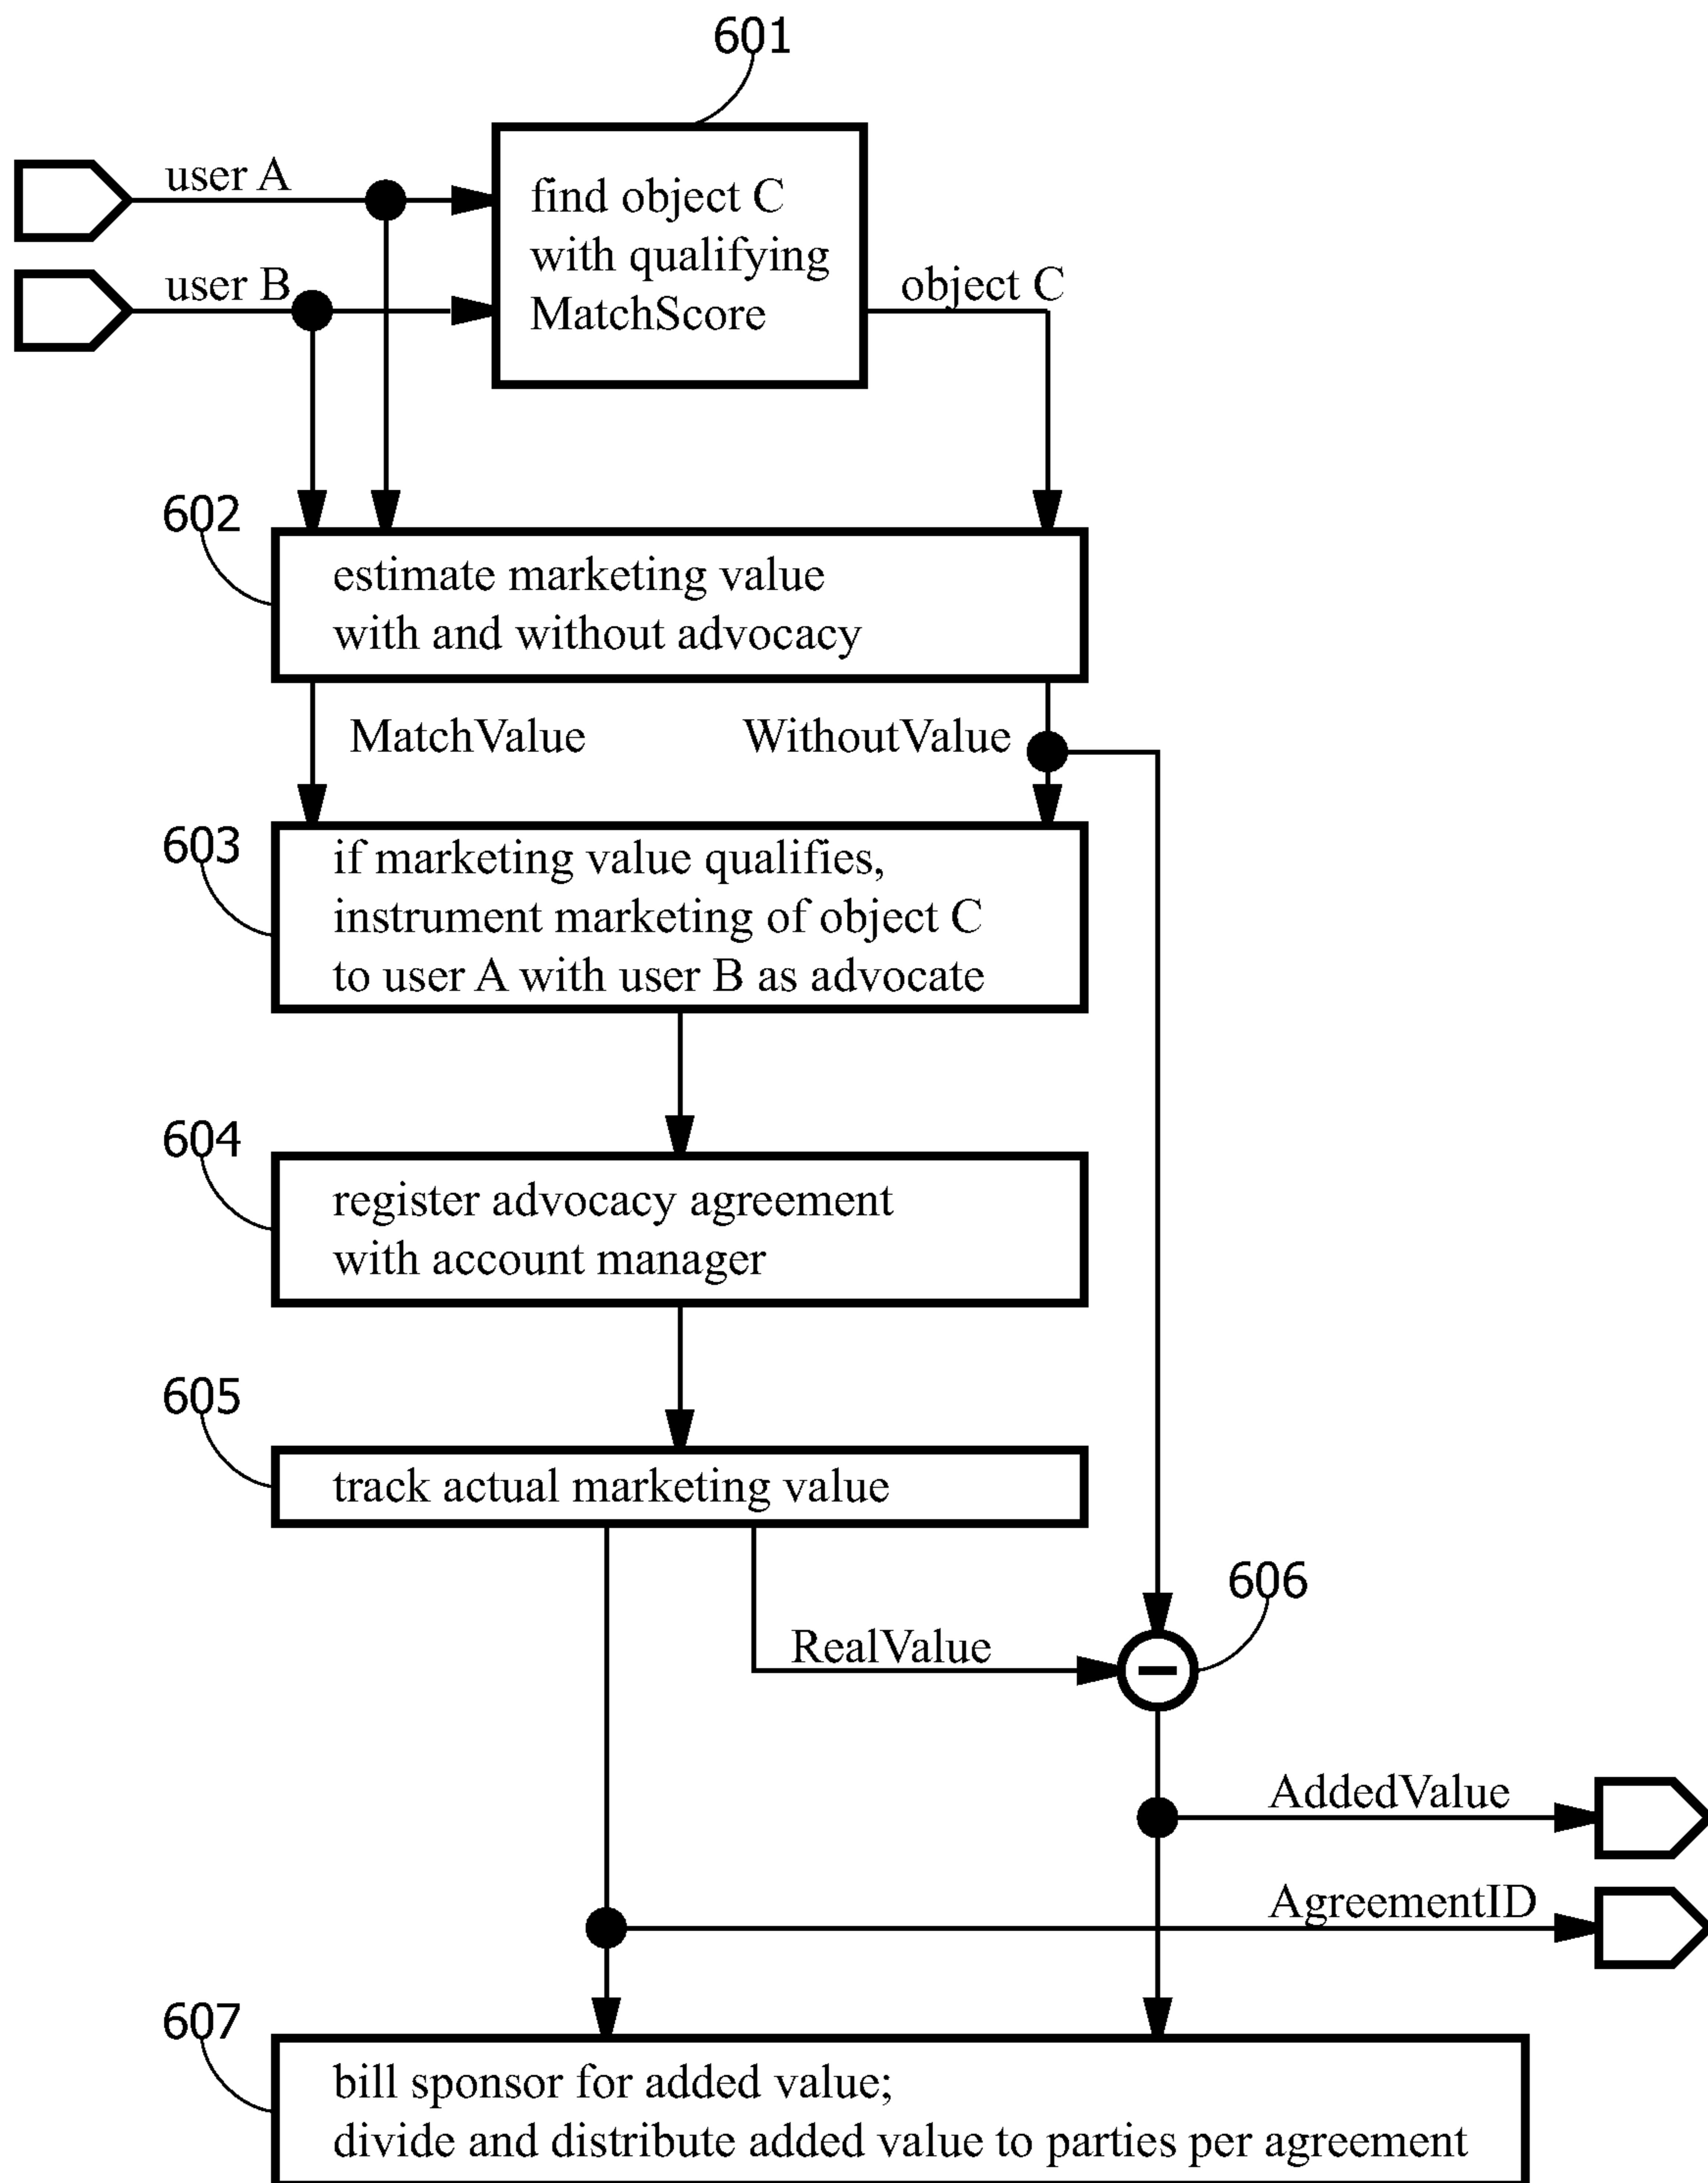 601
user A
find object C
with qualifying
MatchScore
user B
object C
602
estimate marketing value
with and without advocacy
MatchValue
WithoutValue
603
if marketing value qualifies,
instrument marketing of object C
to user A with user B as advocate
604
register advocacy agreement
with account manager
605
track actual marketing value
606
RealValue
–
AddedValue
AgreementID
607
bill sponsor for added value;
divide and distribute added value to parties per agreement